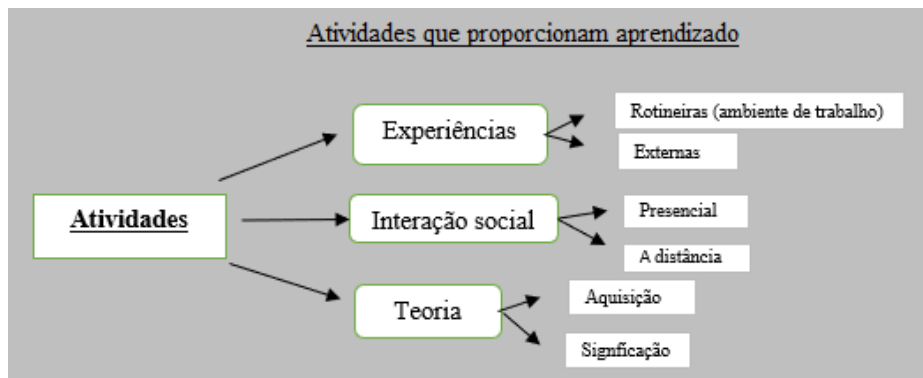 Atividades que proporcionam aprendizado
Experiências
Rotineiras (ambiente de trabalho)
Externas
Atividades
Interação social
Presencial
A distância
Teoria
Aquisição
Signficação